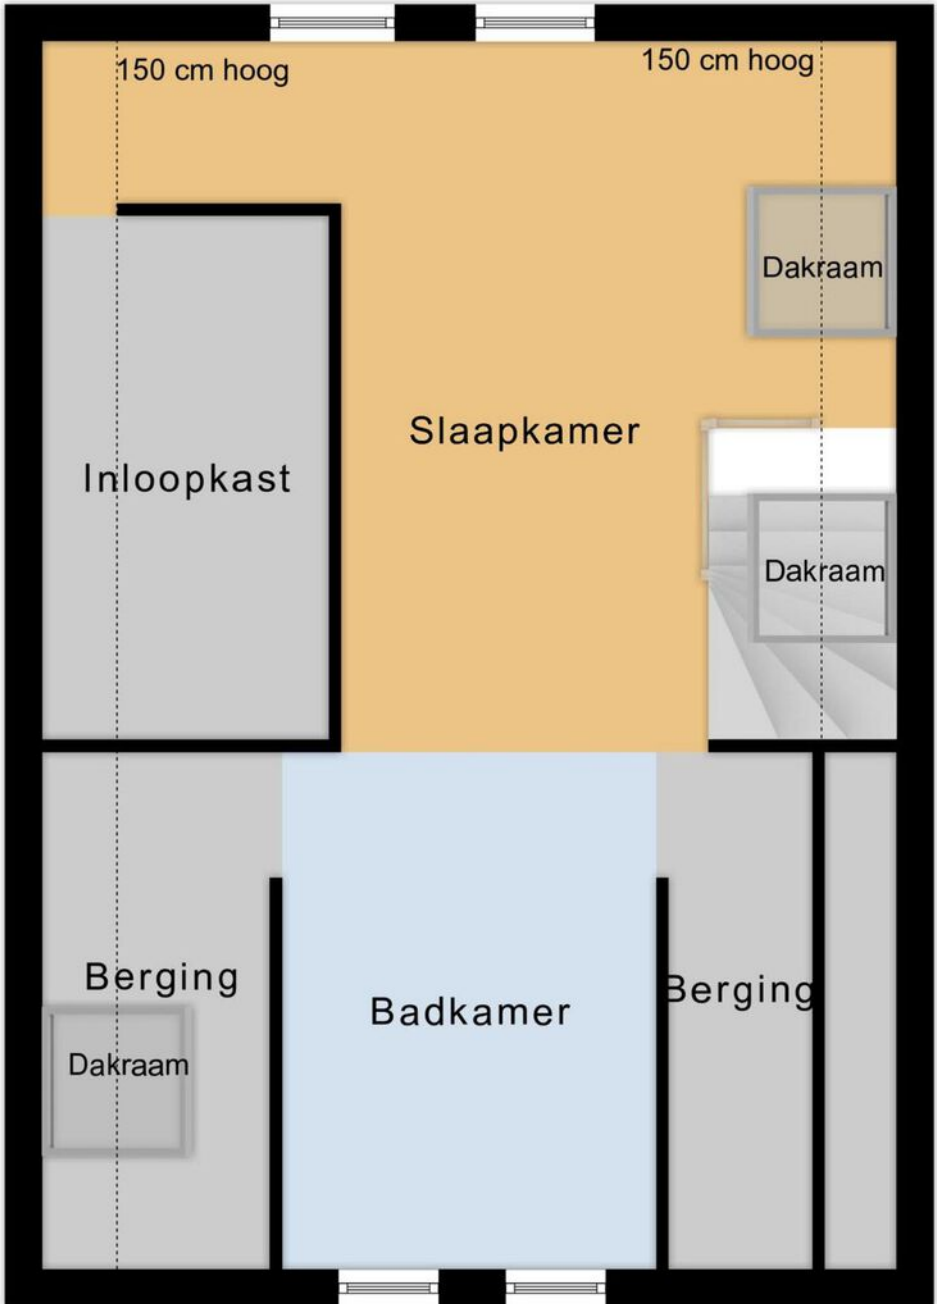 150 cm hoog
150 cm hoog
Dakraam
Slaapkamer
Inloopkast
Dakraam
Berging
Berging
Badkamer
Dakraam